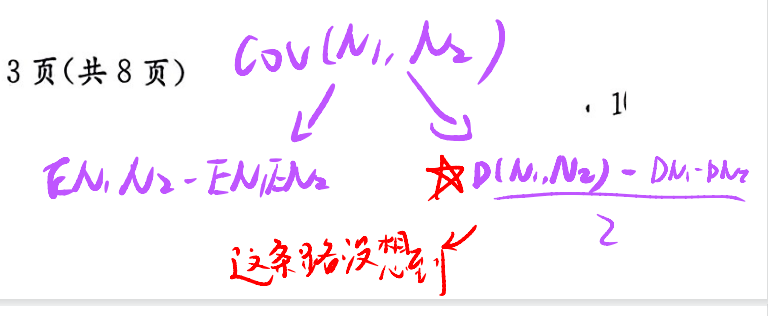 3 页(共 8 页)
Cov(N₁, N₂)
· 1
EN₁N₂-EN₁EN₂
☆D(N₁,N₂) - DN₁-DN₂
2
这条路没想到